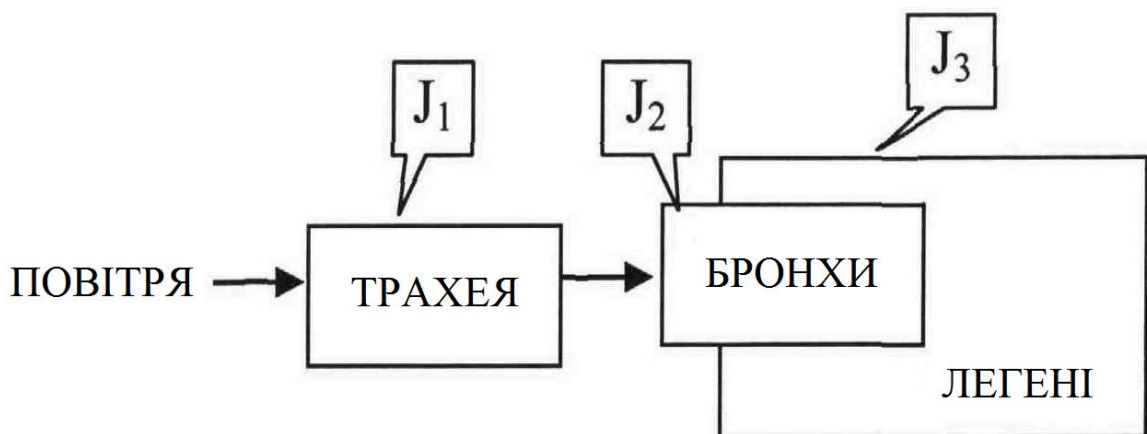 J₁
J₂
J₃
ПОВІТРЯ
ТРАХЕЯ
БРОНХИ
ЛЕГЕНІ